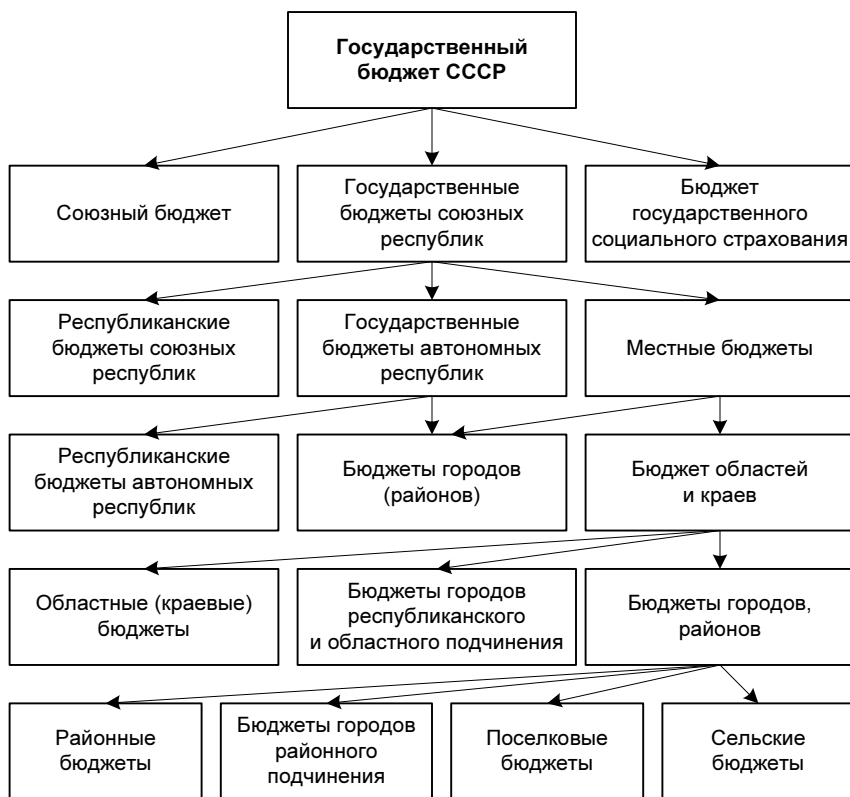 Государственный
бюджет СССР
Союзный бюджет
Государственные
бюджеты союзных
республик
Бюджет
государственного
социального страхования
Республиканские
бюджеты союзных
республик
Государственные
бюджеты автономных
республик
Местные бюджеты
Республиканские
бюджеты автономных
республик
Бюджеты городов
(районов)
Бюджет областей
и краев
Областные (краевые)
бюджеты
Бюджеты городов
республиканского
и областного подчинения
Бюджеты городов,
районов
Районные
бюджеты
Бюджеты городов
районного
подчинения
Поселковые
бюджеты
Сельские
бюджеты